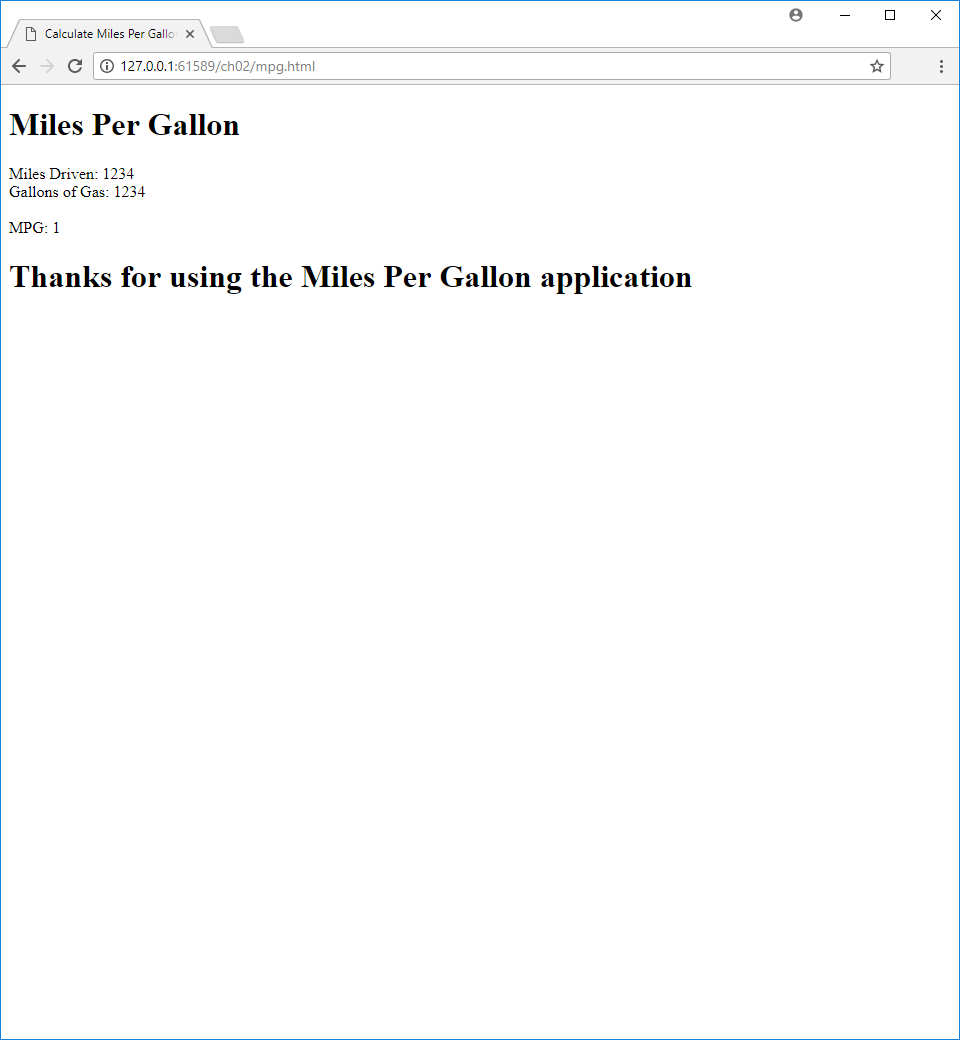 Calculate Miles Per Gallo
127.0.0.1:61589/ch02/mpg.html
Miles Per Gallon
Miles Driven: 1234
Gallons of Gas: 1234
MPG: 1
Thanks for using the Miles Per Gallon application